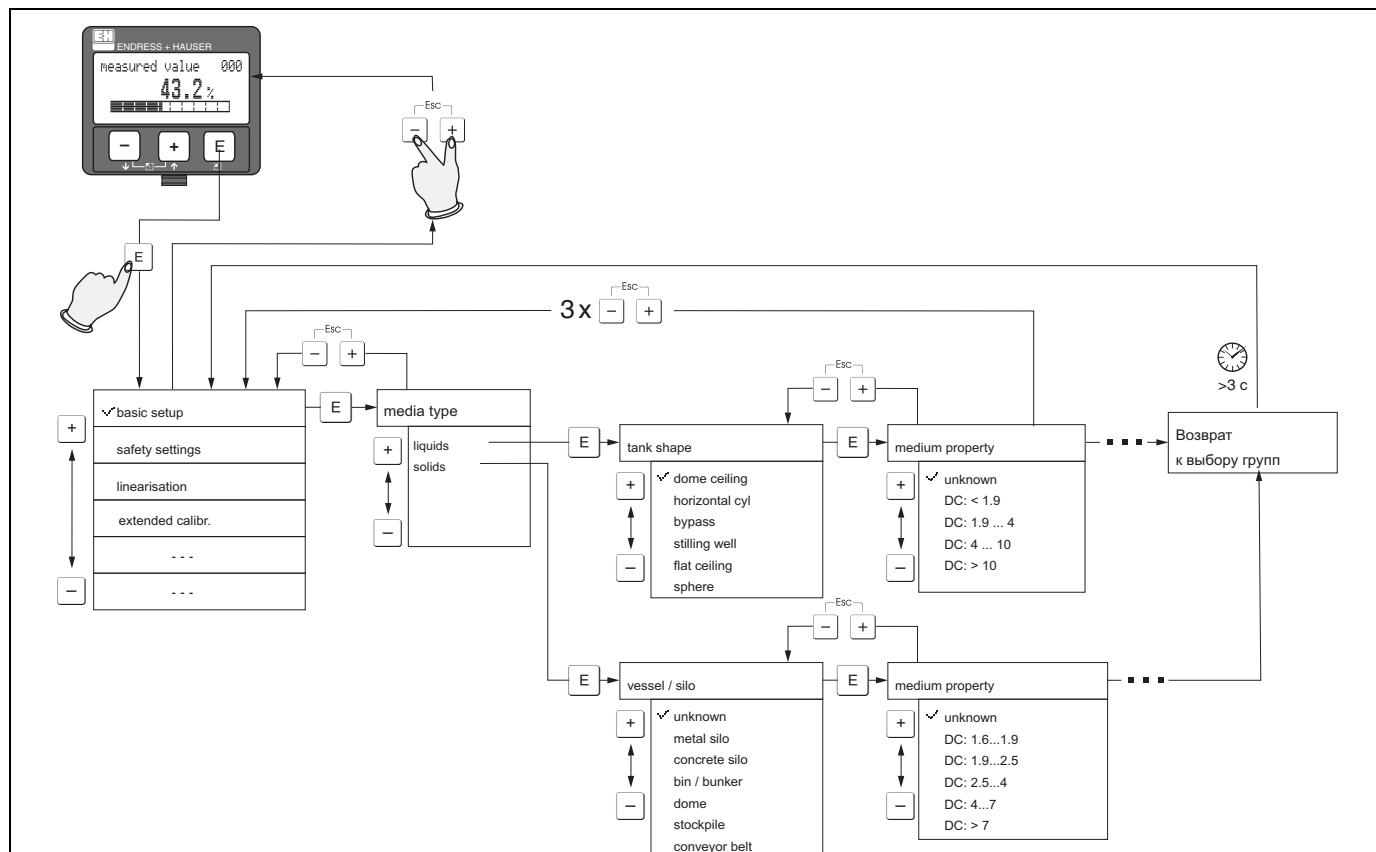 EH
ENDRESS + HAUSER
measured value 000
43.2 %
- + E
Esc
- +
E
Esc
3 x - +
Esc
- +
>3 с
Esc
- +
✓ basic setup
safety settings
linearisation
extended calibr.
- - -
- - -
+
-
E
media type
liquids
solids
+
-
E
tank shape
✓ dome ceiling
horizontal cyl
bypass
stilling well
flat ceiling
sphere
+
-
E
medium property
✓ unknown
DC: < 1.9
DC: 1.9 ... 4
DC: 4 ... 10
DC: > 10
+
-
Возврат
к выбору групп
Esc
- +
E
vessel / silo
✓ unknown
metal silo
concrete silo
bin / bunker
dome
stockpile
conveyor belt
+
-
E
medium property
✓ unknown
DC: 1.6...1.9
DC: 1.9...2.5
DC: 2.5...4
DC: 4...7
DC: > 7
+
-